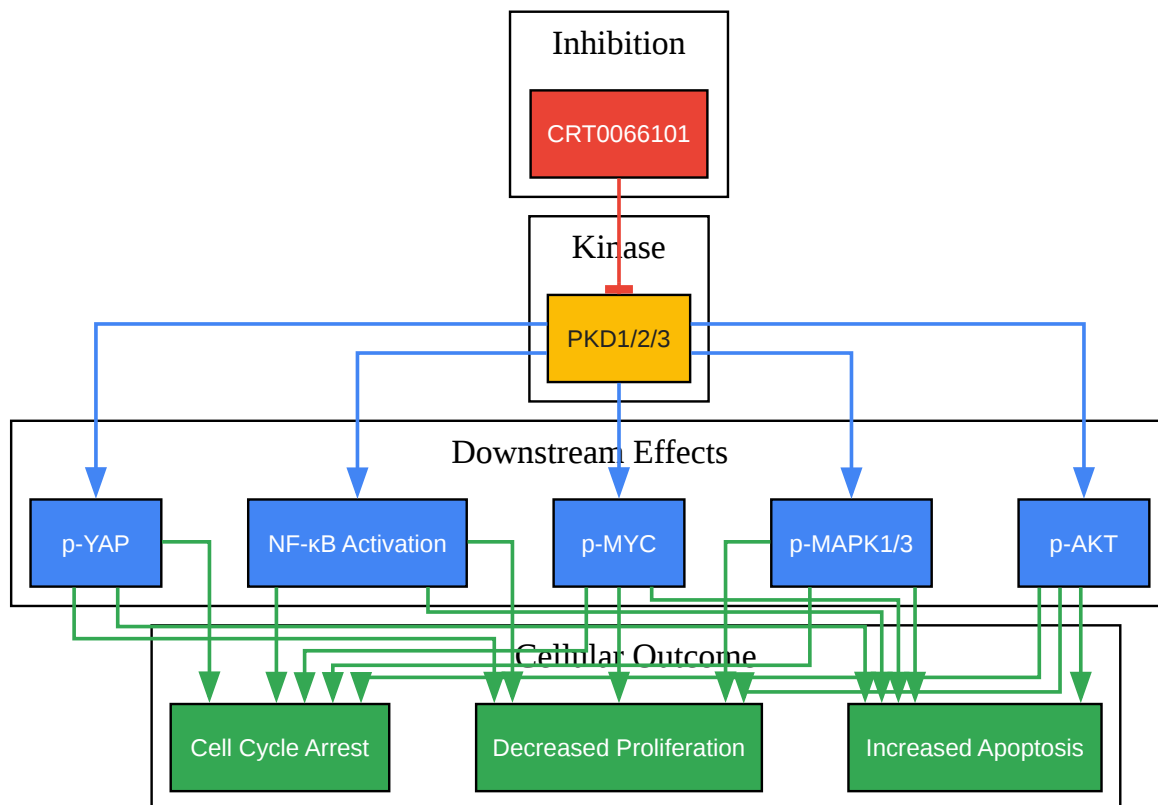 Inhibition
CRT0066101
Kinase
PKD1/2/3
Downstream Effects
p-YAP
NF-κB Activation
p-MYC
p-MAPK1/3
p-AKT
Cellular Outcome
Cell Cycle Arrest
Decreased Proliferation
Increased Apoptosis